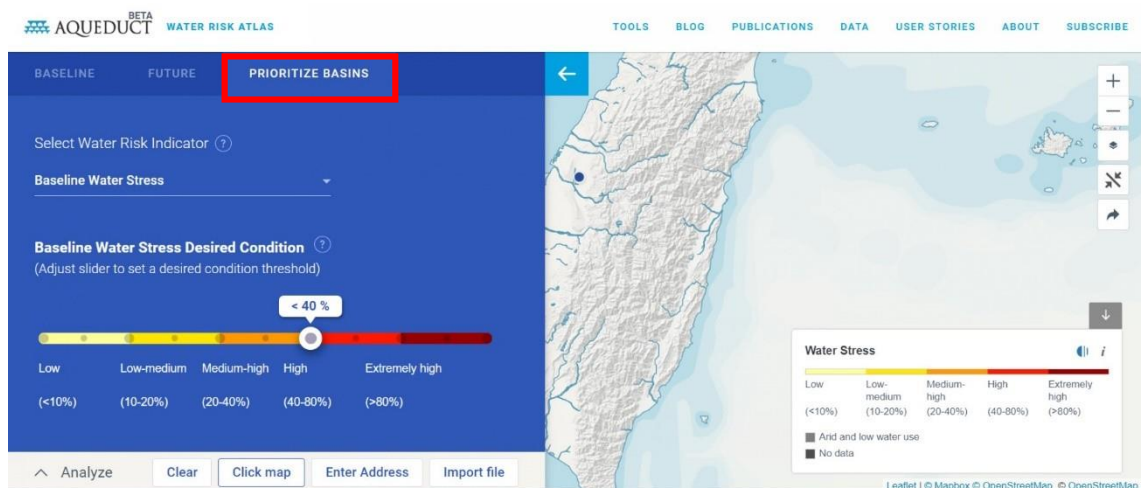 BETA
AQUEDUCT WATER RISK ATLAS
TOOLS BLOG PUBLICATIONS DATA USER STORIES ABOUT SUBSCRIBE
BASELINE FUTURE PRIORITIZE BASINS
Select Water Risk Indicator ?
Baseline Water Stress
Baseline Water Stress Desired Condition ?
(Adjust slider to set a desired condition threshold)
< 40 %
Low Low-medium Medium-high High Extremely high
(<10%) (10-20%) (20-40%) (40-80%) (>80%)
Analyze Clear Click map Enter Address Import file
Water Stress i
Low Low-medium Medium-high High Extremely high
(<10%) (10-20%) (20-40%) (40-80%) (>80%)
Arid and low water use
No data
Leaflet | © Mapbox © OpenStreetMap, © OpenStreetMap